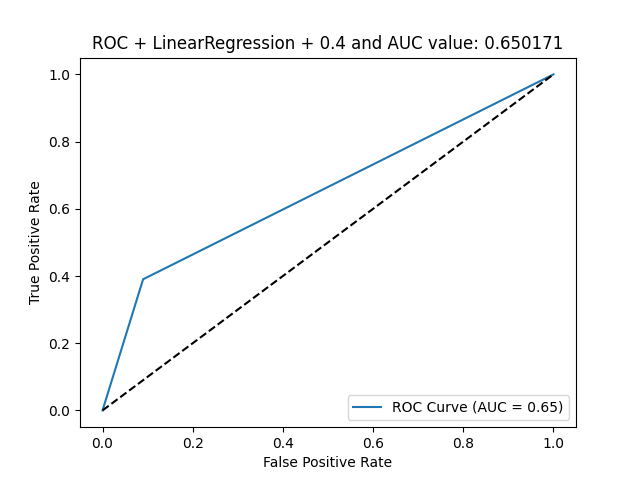 ROC + LinearRegression + 0.4 and AUC value: 0.650171
1.0
0.8
0.6
0.4
0.2
0.0
True Positive Rate
ROC Curve (AUC = 0.65)
0.0 0.2 0.4 0.6 0.8 1.0
False Positive Rate